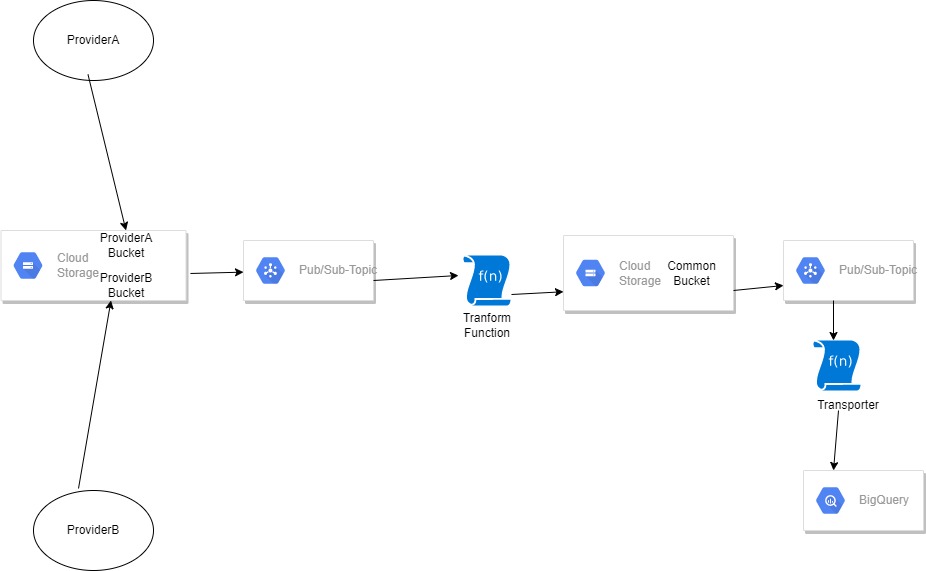 ProviderA
Cloud
Storage
ProviderA
Bucket
ProviderB
Bucket
Pub/Sub-Topic
f(n)
Tranform
Function
Cloud
Storage
Common
Bucket
Pub/Sub-Topic
f(n)
Transporter
BigQuery
ProviderB